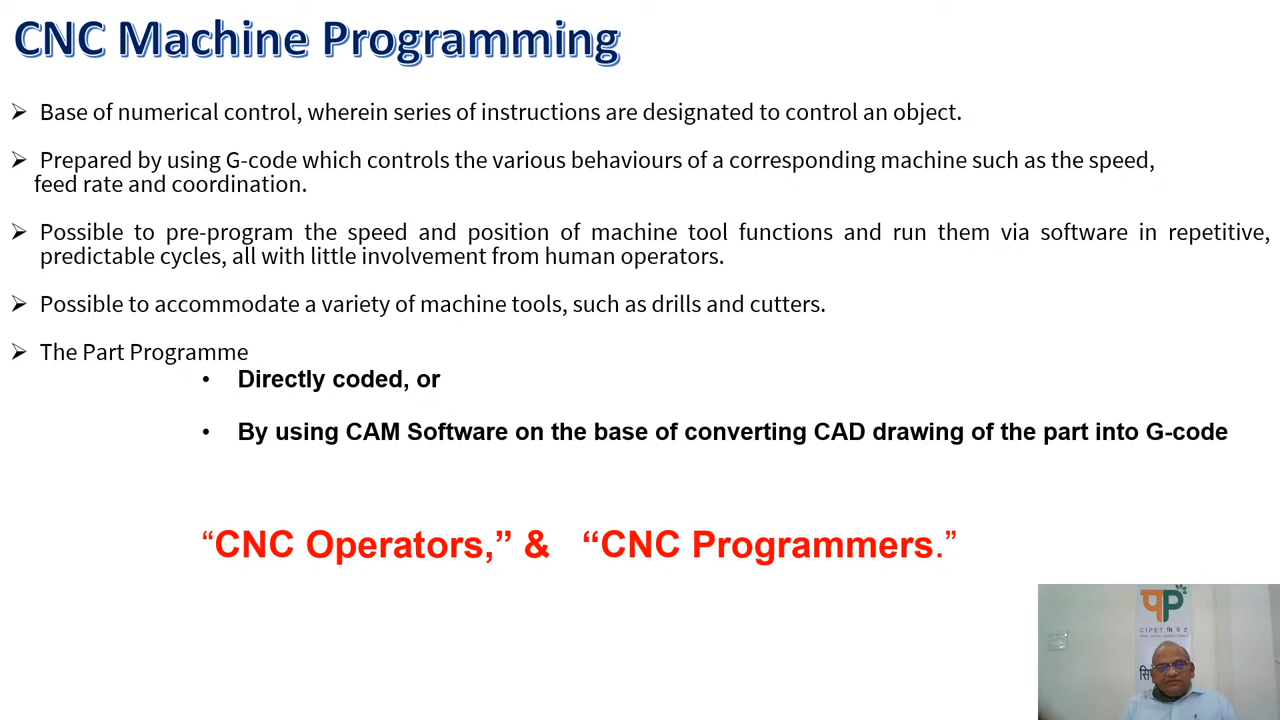 CNC Machine Programming
➢ Base of numerical control, wherein series of instructions are designated to control an object.
➢ Prepared by using G-code which controls the various behaviours of a corresponding machine such as the speed,
feed rate and coordination.
➢ Possible to pre-program the speed and position of machine tool functions and run them via software in repetitive,
predictable cycles, all with little involvement from human operators.
➢ Possible to accommodate a variety of machine tools, such as drills and cutters.
➢ The Part Programme
• Directly coded, or
• By using CAM Software on the base of converting CAD drawing of the part into G-code
“CNC Operators,” & “CNC Programmers.”
CIPET सिपेट